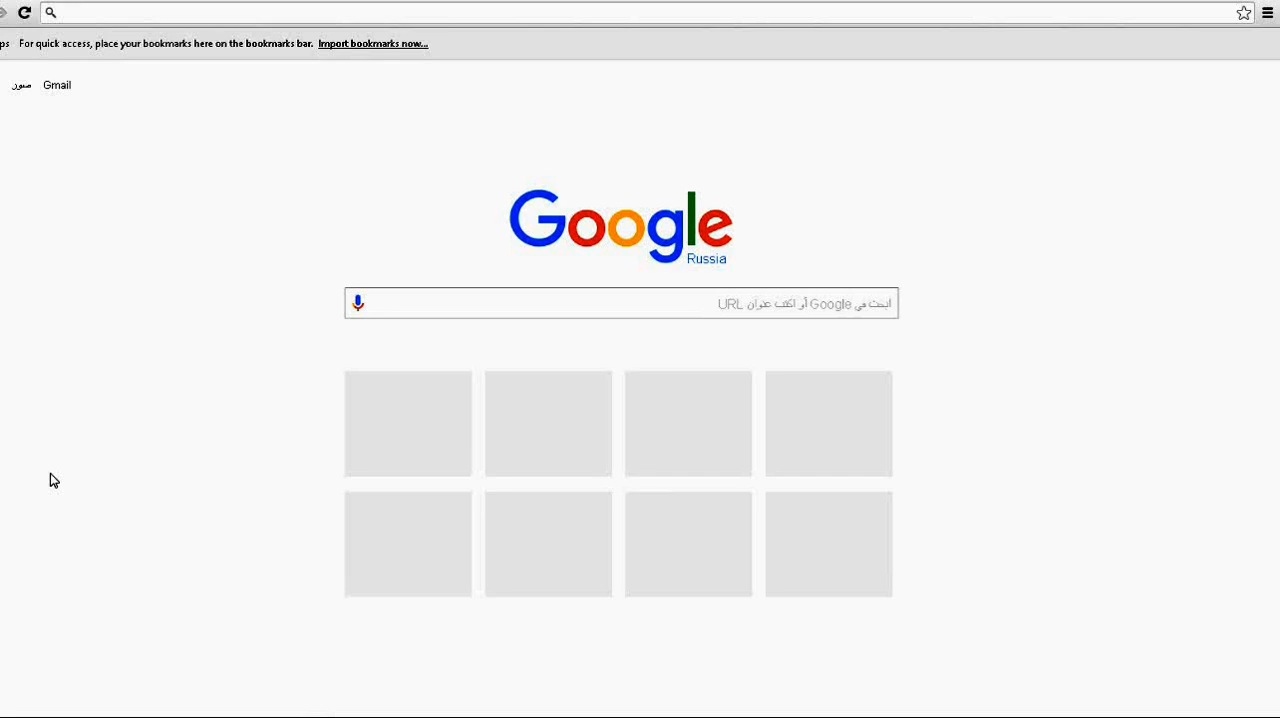 ps For quick access, place your bookmarks here on the bookmarks bar. Import bookmarks now...
صور Gmail
Google
Russia
ابحث في Google أو اكتب عنوان URL